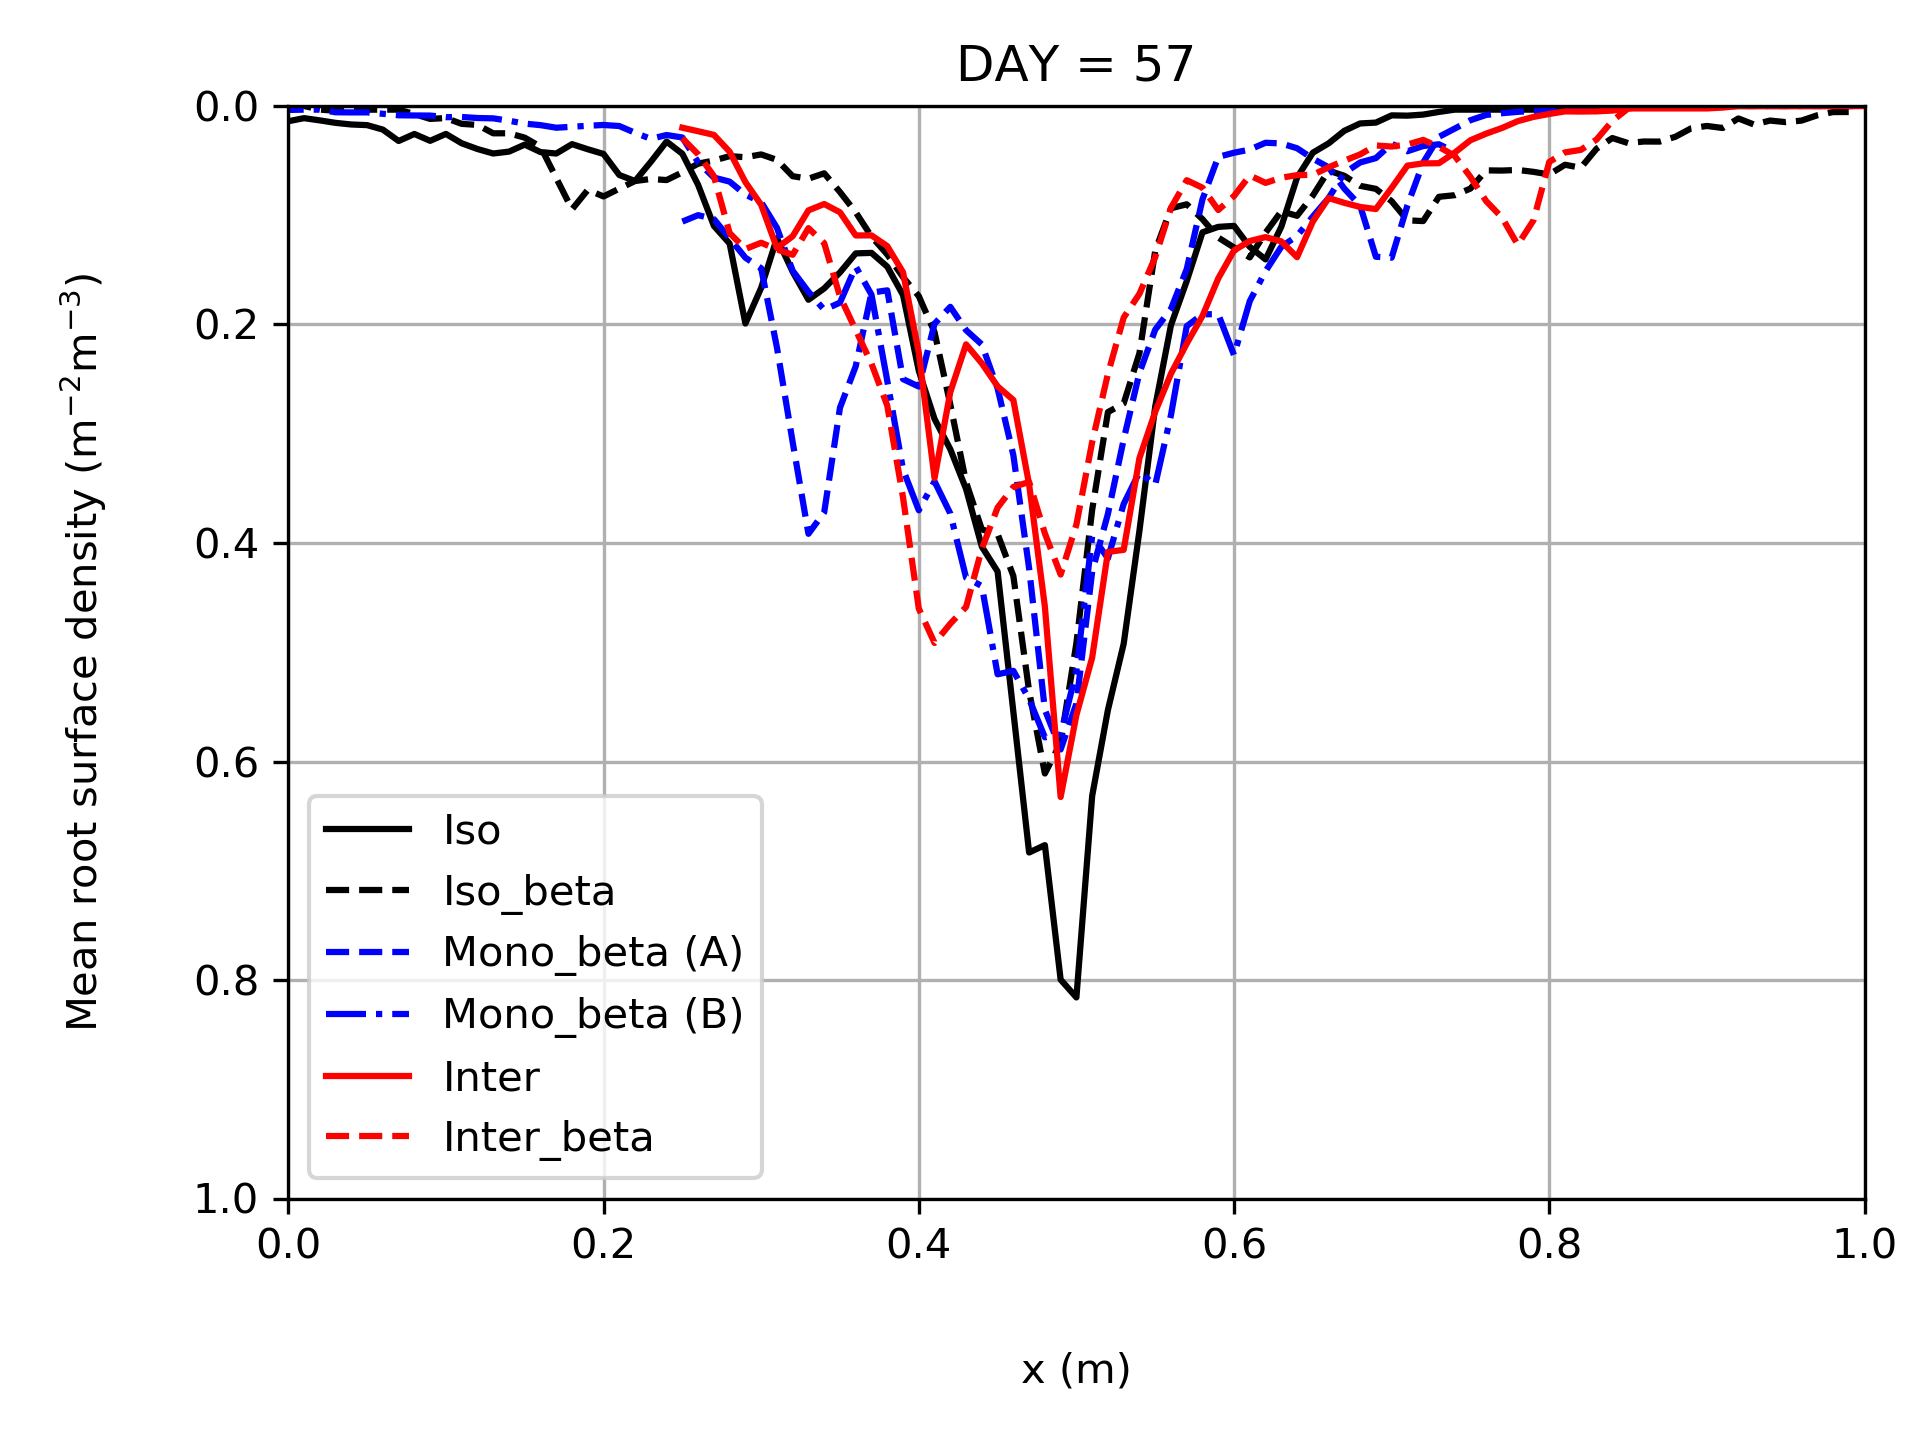 DAY = 57
Mean root surface density (m⁻²m⁻³)
0.0
0.2
0.4
0.6
0.8
1.0
Iso
Iso_beta
Mono_beta (A)
Mono_beta (B)
Inter
Inter_beta
0.0 0.2 0.4 0.6 0.8 1.0
x (m)